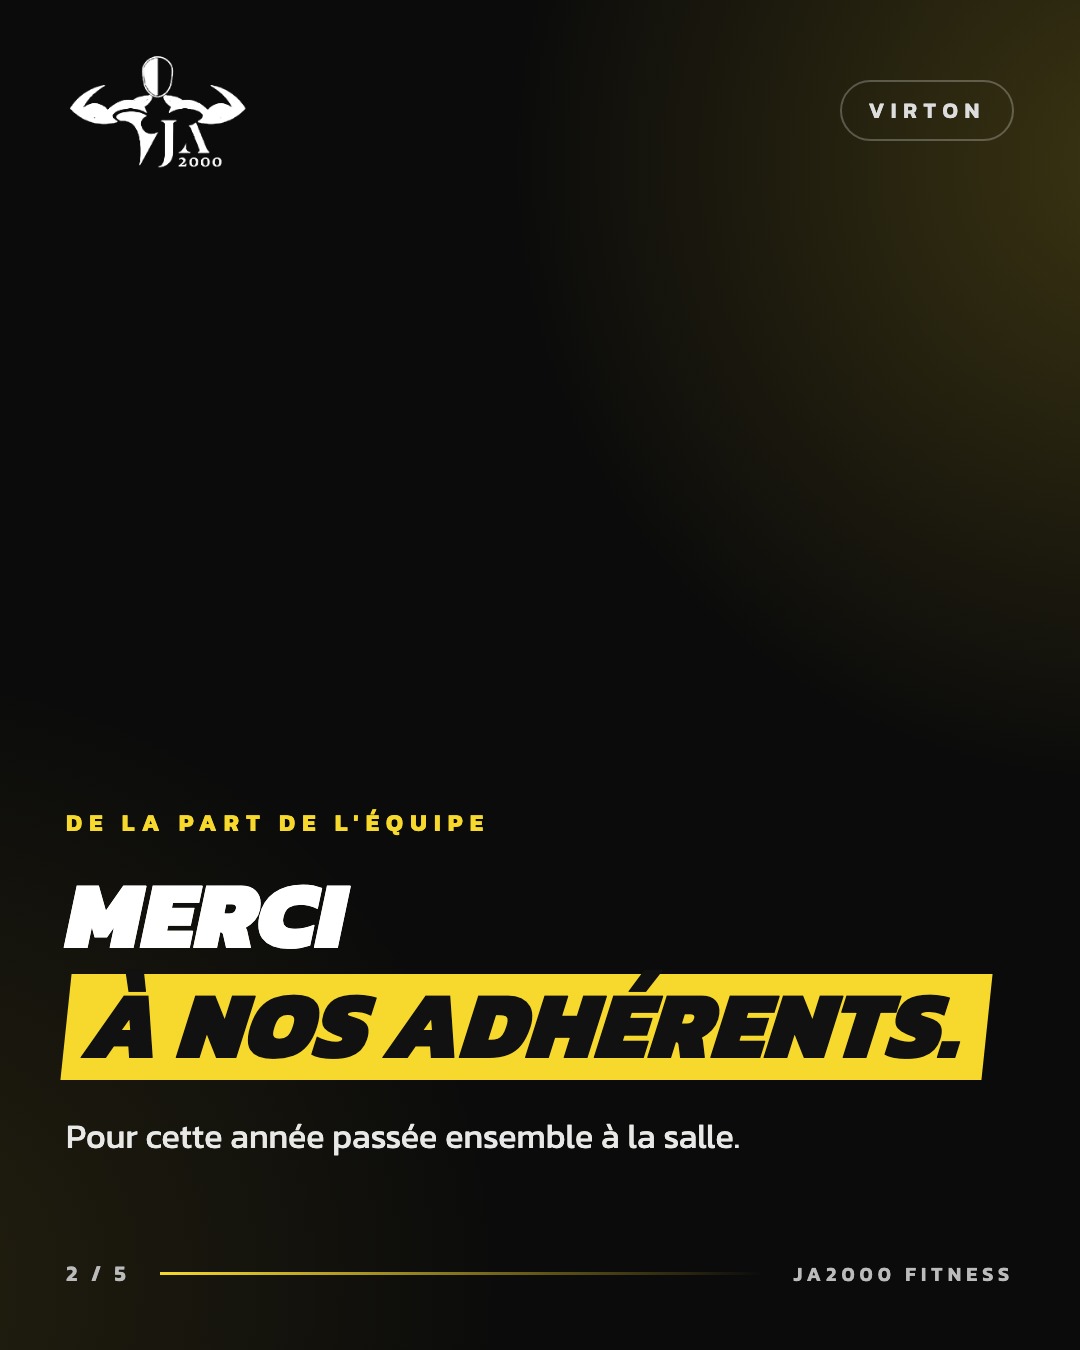 JA
2000
VIRTON
DE LA PART DE L'ÉQUIPE
MERCI
À NOS ADHÉRENTS.
Pour cette année passée ensemble à la salle.
2 / 5
JA2000 FITNESS